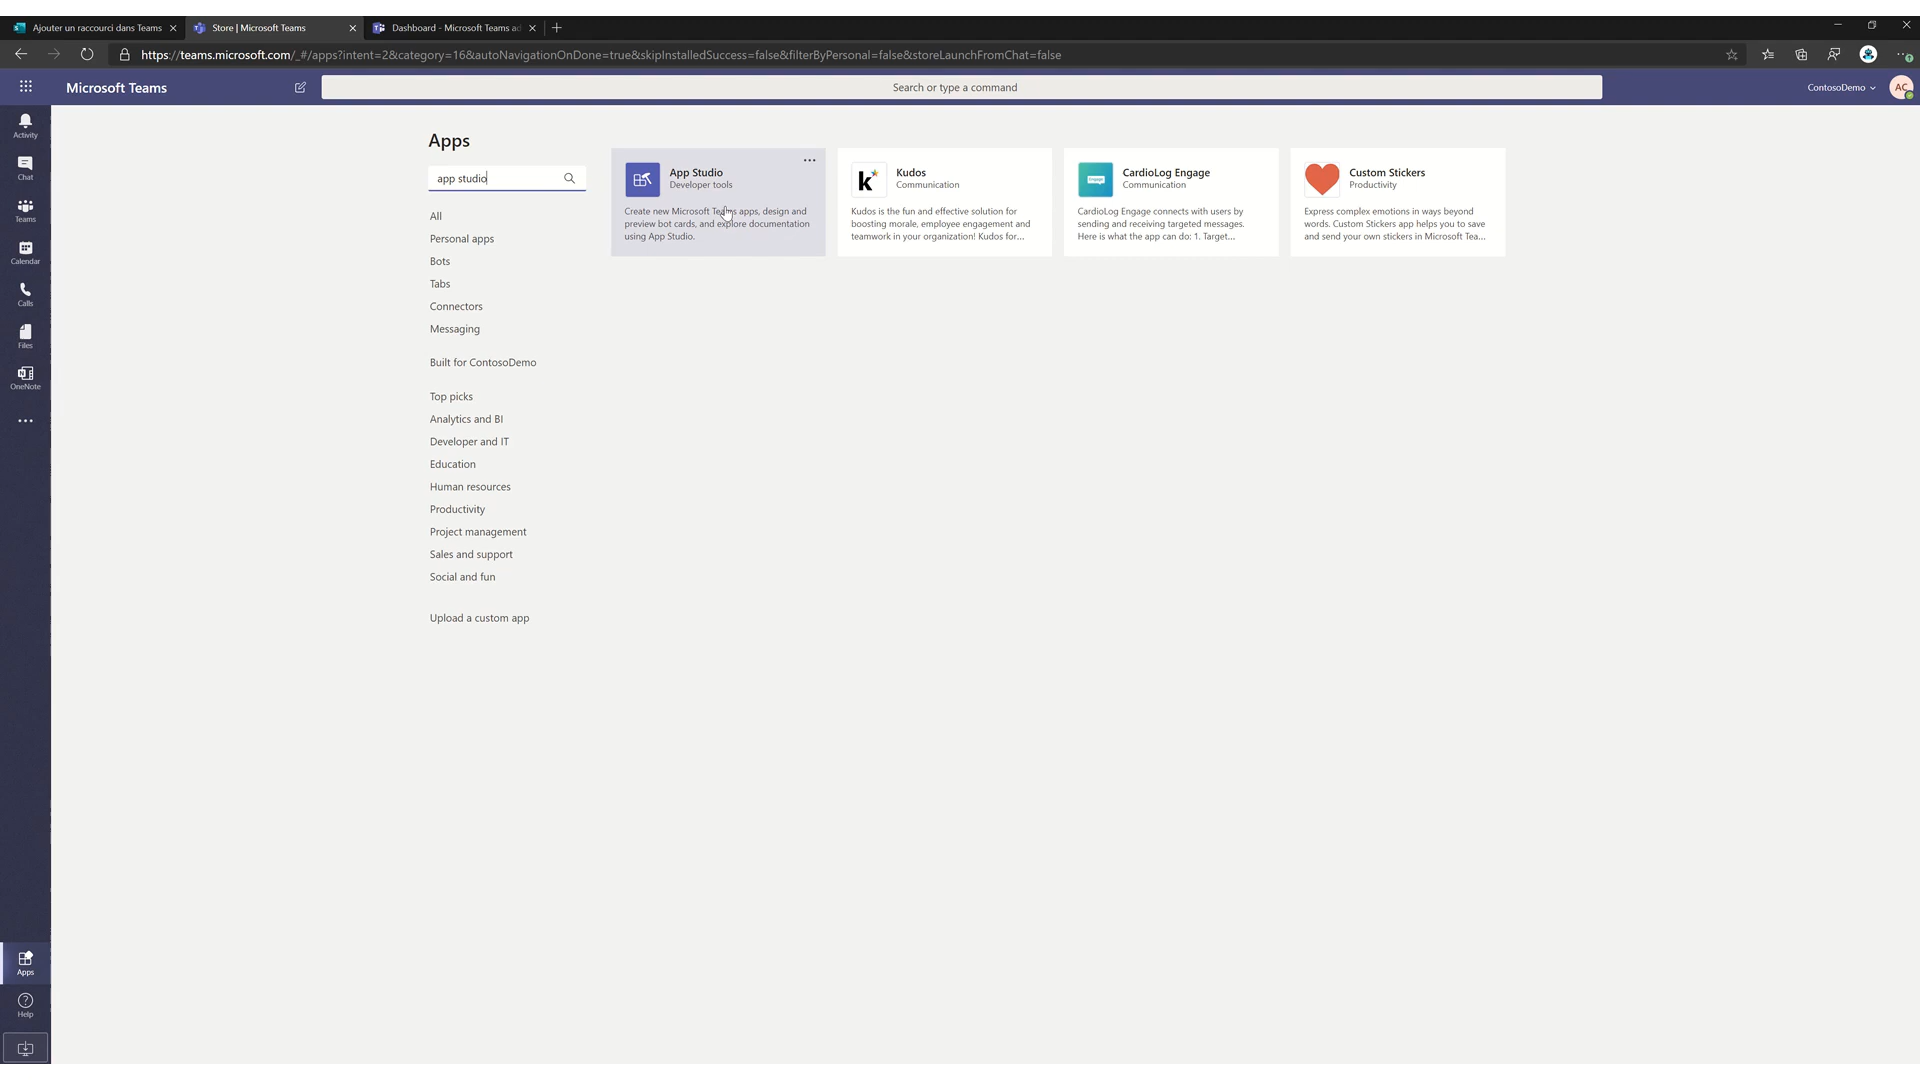 Ajouter un raccourci dans Teams
Store | Microsoft Teams
Dashboard - Microsoft Teams ad
https://teams.microsoft.com/_#/apps?intent=2&category=16&autoNavigationOnDone=true&skipInstalledSuccess=false&filterByPersonal=false&storeLaunchFromChat=false
Microsoft Teams
Search or type a command
ContosoDemo
AC
Activity
Chat
Teams
Calendar
Calls
Files
OneNote
Apps
Help
Apps
app studio
All
Personal apps
Bots
Tabs
Connectors
Messaging
Built for ContosoDemo
Top picks
Analytics and BI
Developer and IT
Education
Human resources
Productivity
Project management
Sales and support
Social and fun
Upload a custom app
App Studio
Developer tools
Create new Microsoft Teams apps, design and
preview bot cards, and explore documentation
using App Studio.
k
Kudos
Communication
Kudos is the fun and effective solution for
boosting morale, employee engagement and
teamwork in your organization! Kudos for...
Engage
CardioLog Engage
Communication
CardioLog Engage connects with users by
sending and receiving targeted messages.
Here is what the app can do: 1. Target...
Custom Stickers
Productivity
Express complex emotions in ways beyond
words. Custom Stickers app helps you to save
and send your own stickers in Microsoft Tea...